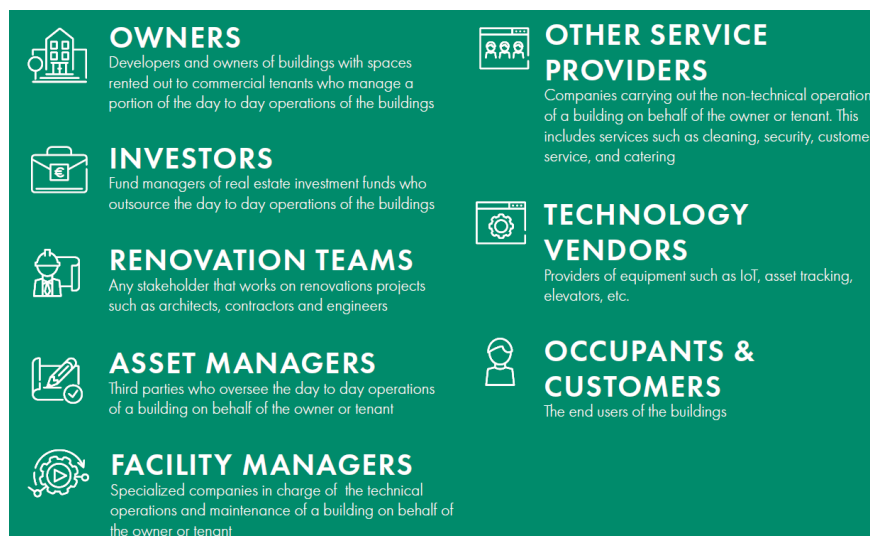 OWNERS
Developers and owners of buildings with spaces
rented out to commercial tenants who manage a
portion of the day to day operations of the buildings
INVESTORS
Fund managers of real estate investment funds who
outsource the day to day operations of the buildings
RENOVATION TEAMS
Any stakeholder that works on renovations projects
such as architects, contractors and engineers
ASSET MANAGERS
Third parties who oversee the day to day operations
of a building on behalf of the owner or tenant
FACILITY MANAGERS
Specialized companies in charge of the technical
operations and maintenance of a building on behalf of
the owner or tenant
OTHER SERVICE
PROVIDERS
Companies carrying out the non-technical operation
of a building on behalf of the owner or tenant. This
includes services such as cleaning, security, custome
service, and catering
TECHNOLOGY
VENDORS
Providers of equipment such as IoT, asset tracking,
elevators, etc.
OCCUPANTS &
CUSTOMERS
The end users of the buildings
€